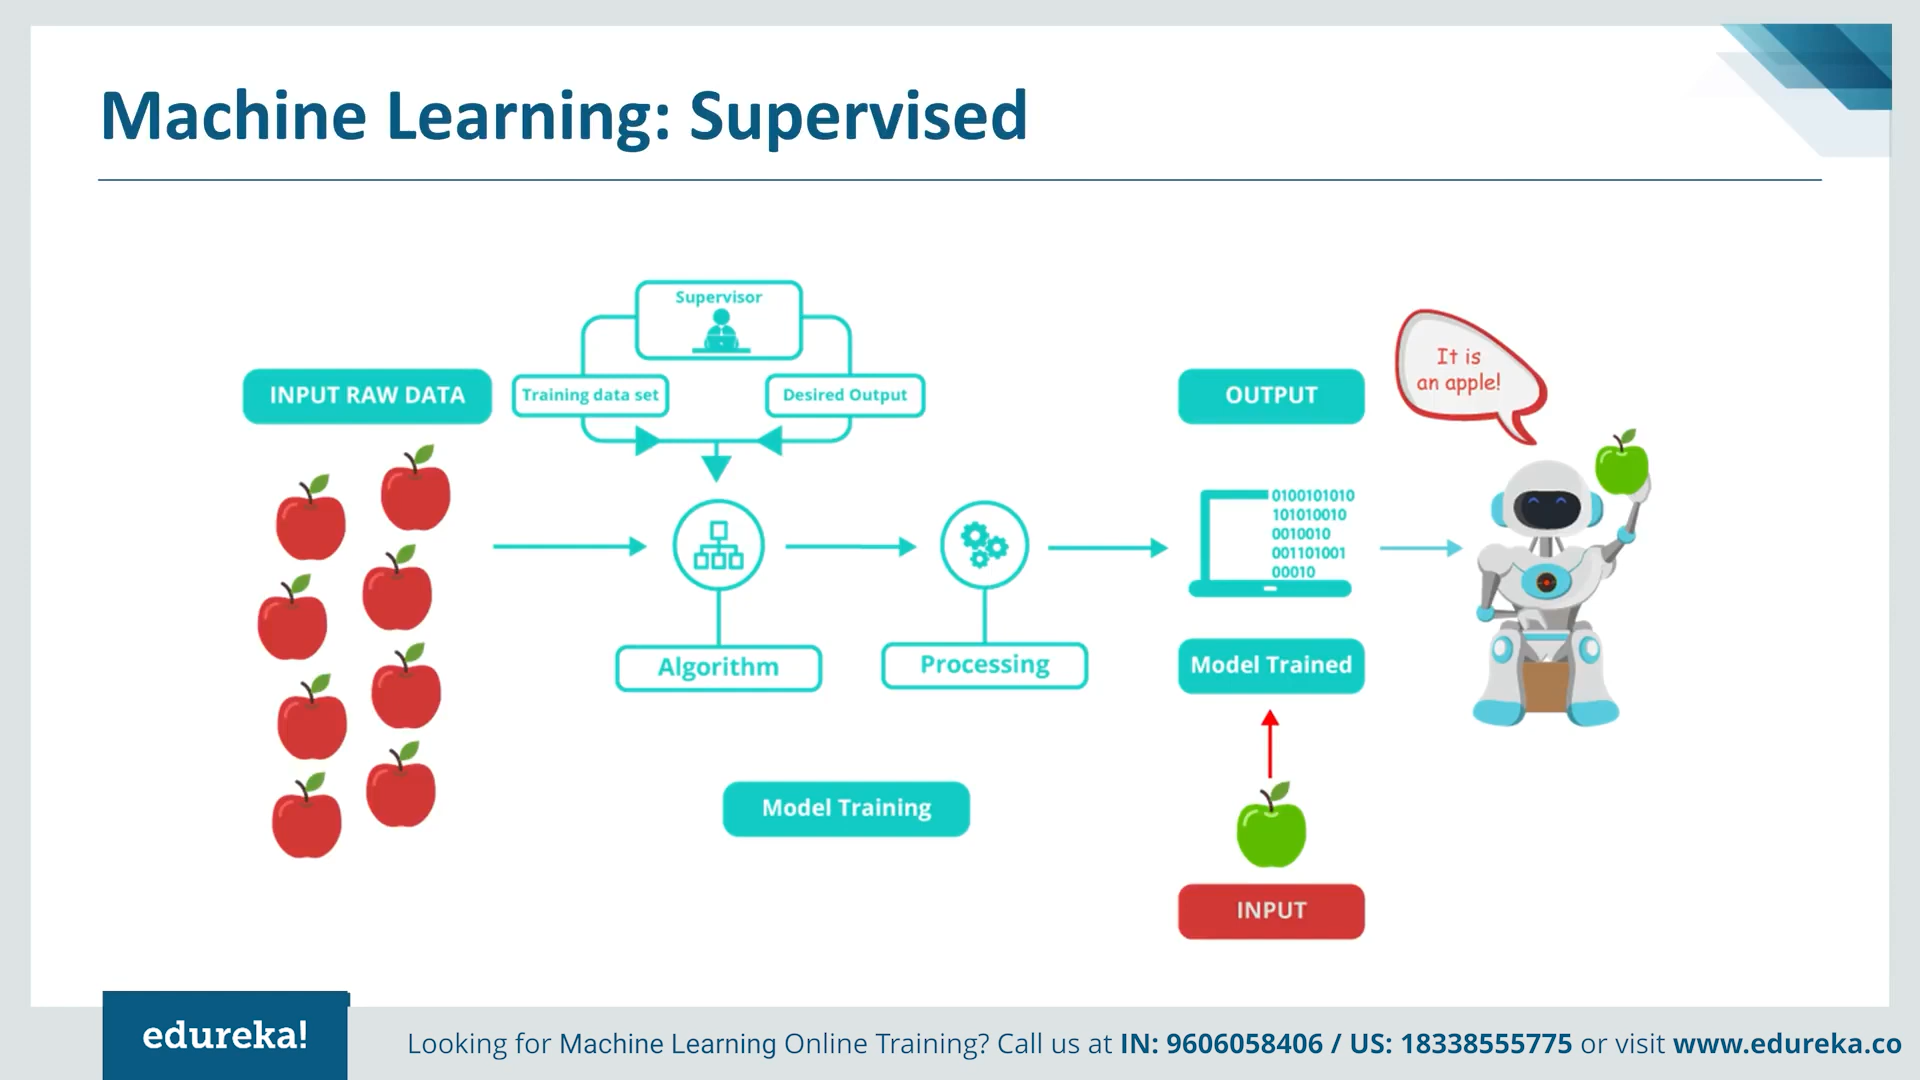 Machine Learning: Supervised
Supervisor
INPUT RAW DATA
Training data set
Desired Output
OUTPUT
It is
an apple!
0100101010
101010010
0010010
001101001
00010
Algorithm
Processing
Model Trained
Model Training
INPUT
edureka!
Looking for Machine Learning Online Training? Call us at IN: 9606058406 / US: 18338555775 or visit www.edureka.co